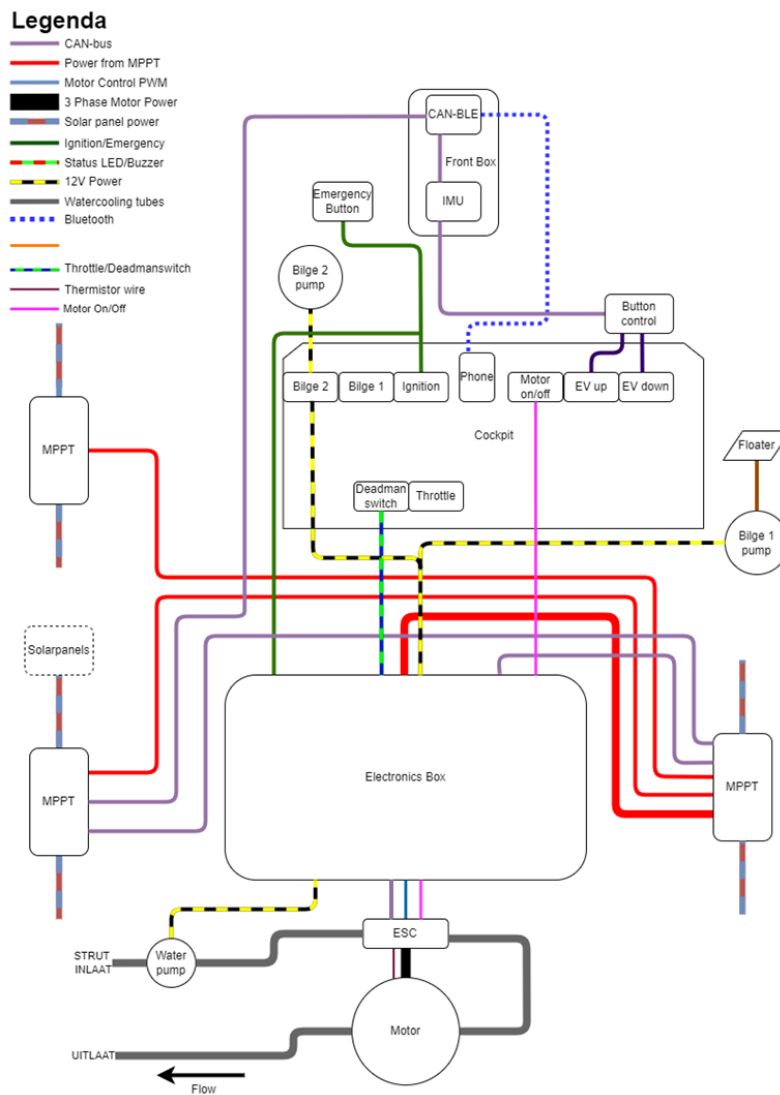 Legenda
CAN-bus
Power from MPPT
Motor Control PWM
3 Phase Motor Power
Solar panel power
Ignition/Emergency
Status LED/Buzzer
12V Power
Watercooling tubes
Bluetooth
Throttle/Deadmanswitch
Thermistor wire
Motor On/Off
CAN-BLE
Front Box
IMU
Emergency
Button
Bilge 2
pump
Button
control
Bilge 2
Bilge 1
Ignition
Phone
Motor
on/off
EV up
EV down
Cockpit
MPPT
Floater
Deadman
switch
Throttle
Bilge 1
pump
Solarpanels
Electronics Box
MPPT
MPPT
ESC
STRUT
INLAAT
Water
pump
Motor
UITLAAT
Flow